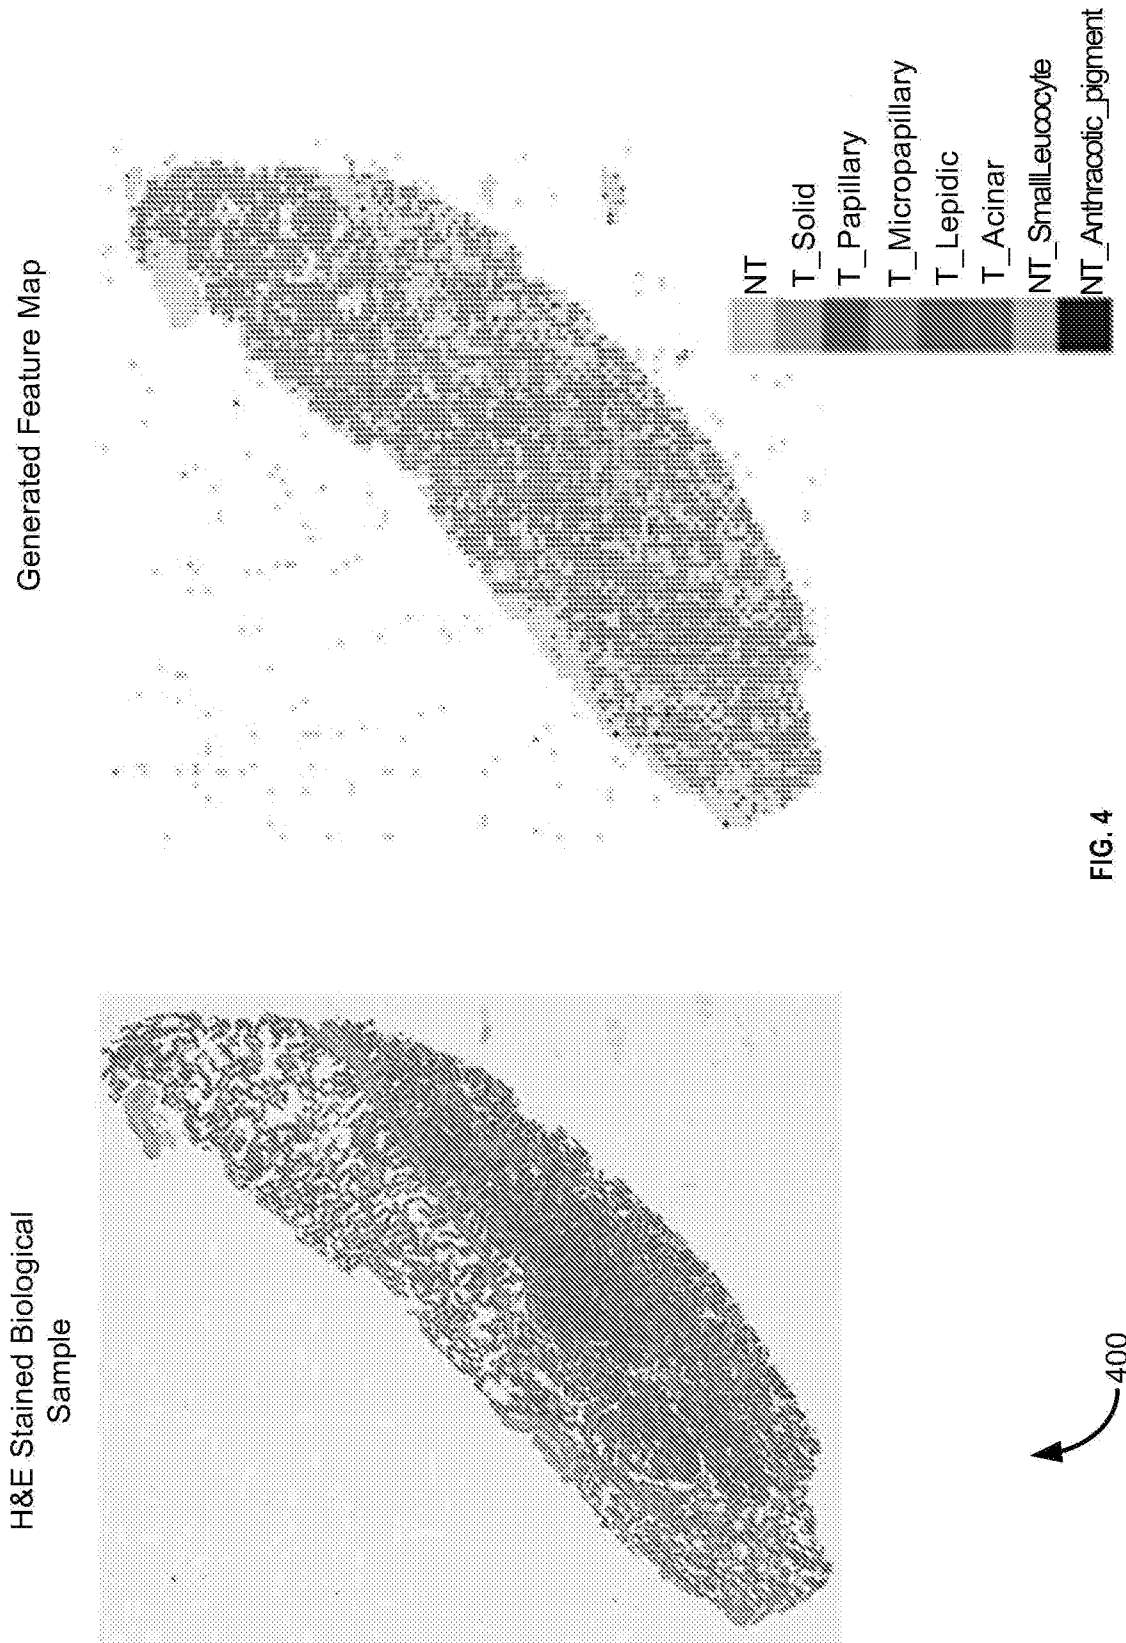 H&E Stained Biological
Sample
Generated Feature Map
NT
T_Solid
T_Papillary
T_Micropapillary
T_Lepidic
T_Acinar
NT_SmallLeucocyte
NT_Anthracotic_pigment
400
FIG. 4